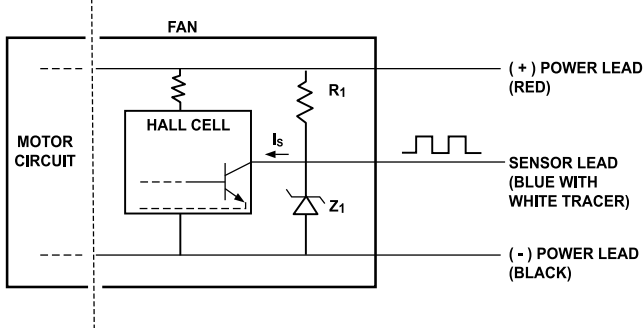 FAN
( + ) POWER LEAD
(RED)
R1
HALL CELL
MOTOR
CIRCUIT
IS
SENSOR LEAD
(BLUE WITH
WHITE TRACER)
Z1
( - ) POWER LEAD
(BLACK)